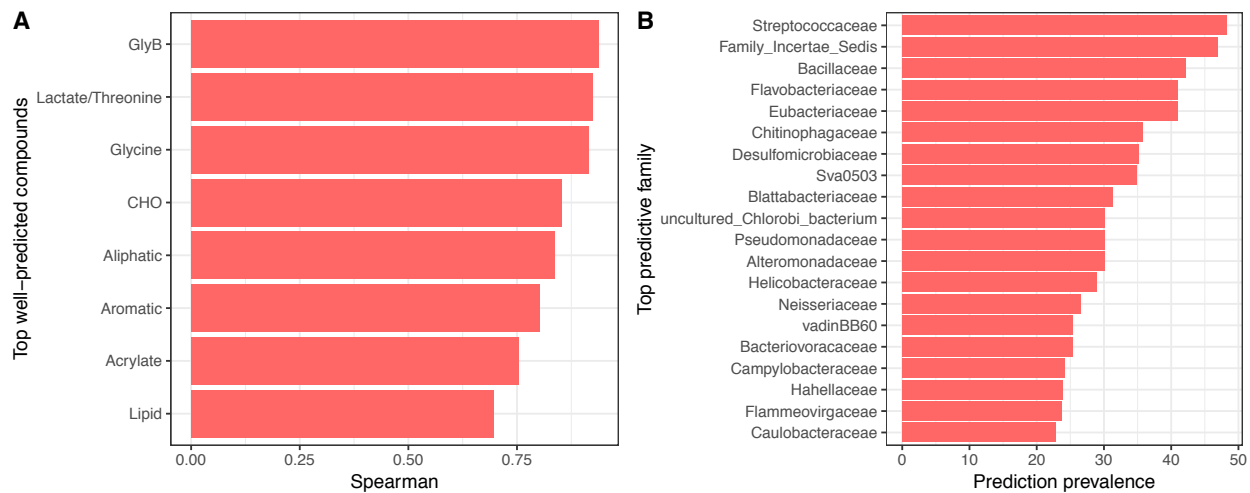 A
Top well−predicted compounds
GlyB
Lactate/Threonine
Glycine
CHO
Aliphatic
Aromatic
Acrylate
Lipid
0.00 0.25 0.50 0.75
Spearman
B
Top predictive family
Streptococcaceae
Family_Incertae_Sedis
Bacillaceae
Flavobacteriaceae
Eubacteriaceae
Chitinophagaceae
Desulfomicrobiaceae
Sva0503
Blattabacteriaceae
uncultured_Chlorobi_bacterium
Pseudomonadaceae
Alteromonadaceae
Helicobacteraceae
Neisseriaceae
vadinBB60
Bacteriovoracaceae
Campylobacteraceae
Hahellaceae
Flammeovirgaceae
Caulobacteraceae
0 10 20 30 40 50
Prediction prevalence